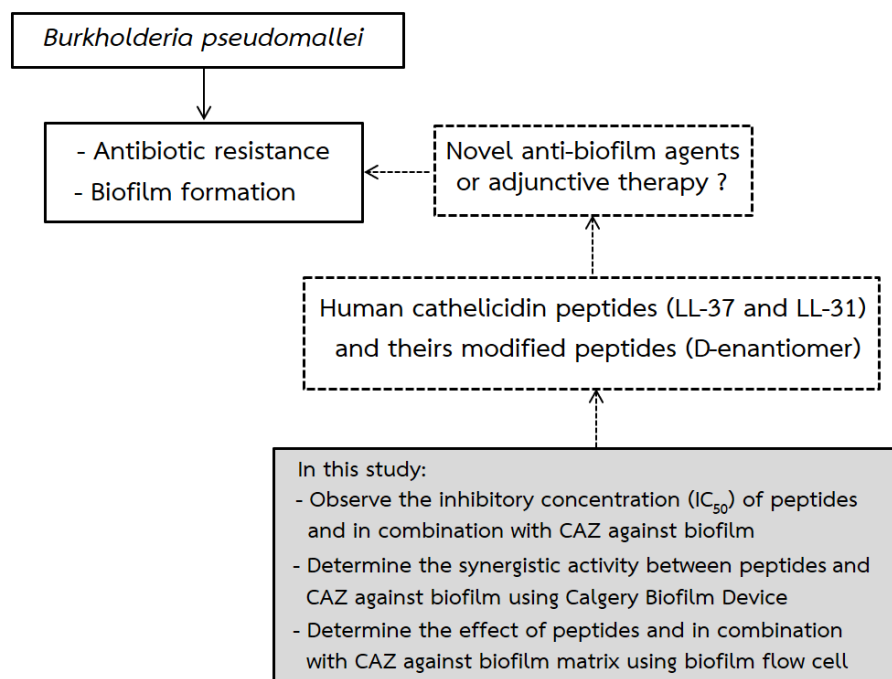 Burkholderia pseudomallei
- Antibiotic resistance
- Biofilm formation
Novel anti-biofilm agents
or adjunctive therapy ?
Human cathelicidin peptides (LL-37 and LL-31)
and theirs modified peptides (D-enantiomer)
In this study:
- Observe the inhibitory concentration (IC50) of peptides
and in combination with CAZ against biofilm
- Determine the synergistic activity between peptides and
CAZ against biofilm using Calgery Biofilm Device
- Determine the effect of peptides and in combination
with CAZ against biofilm matrix using biofilm flow cell